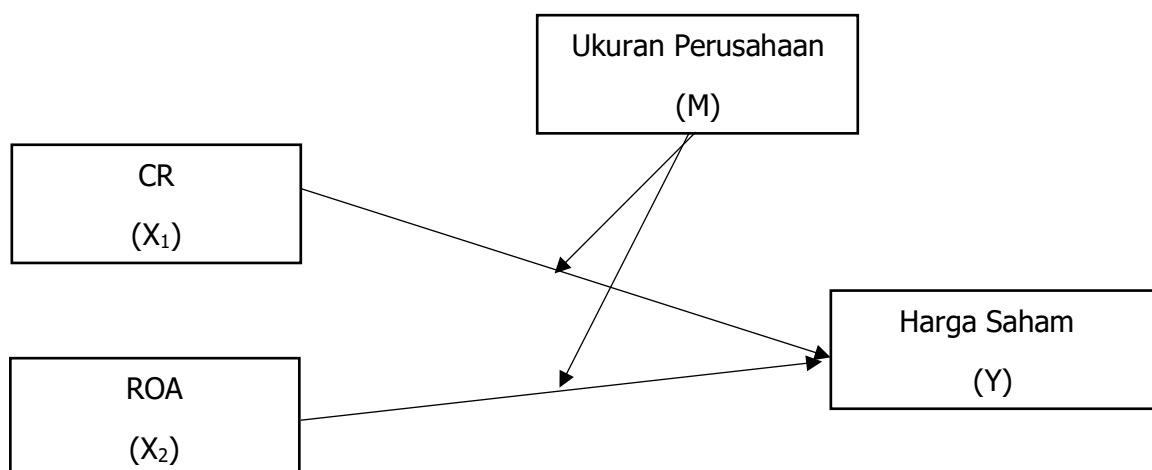 Ukuran Perusahaan
(M)
CR
(X₁)
Harga Saham
(Y)
ROA
(X₂)